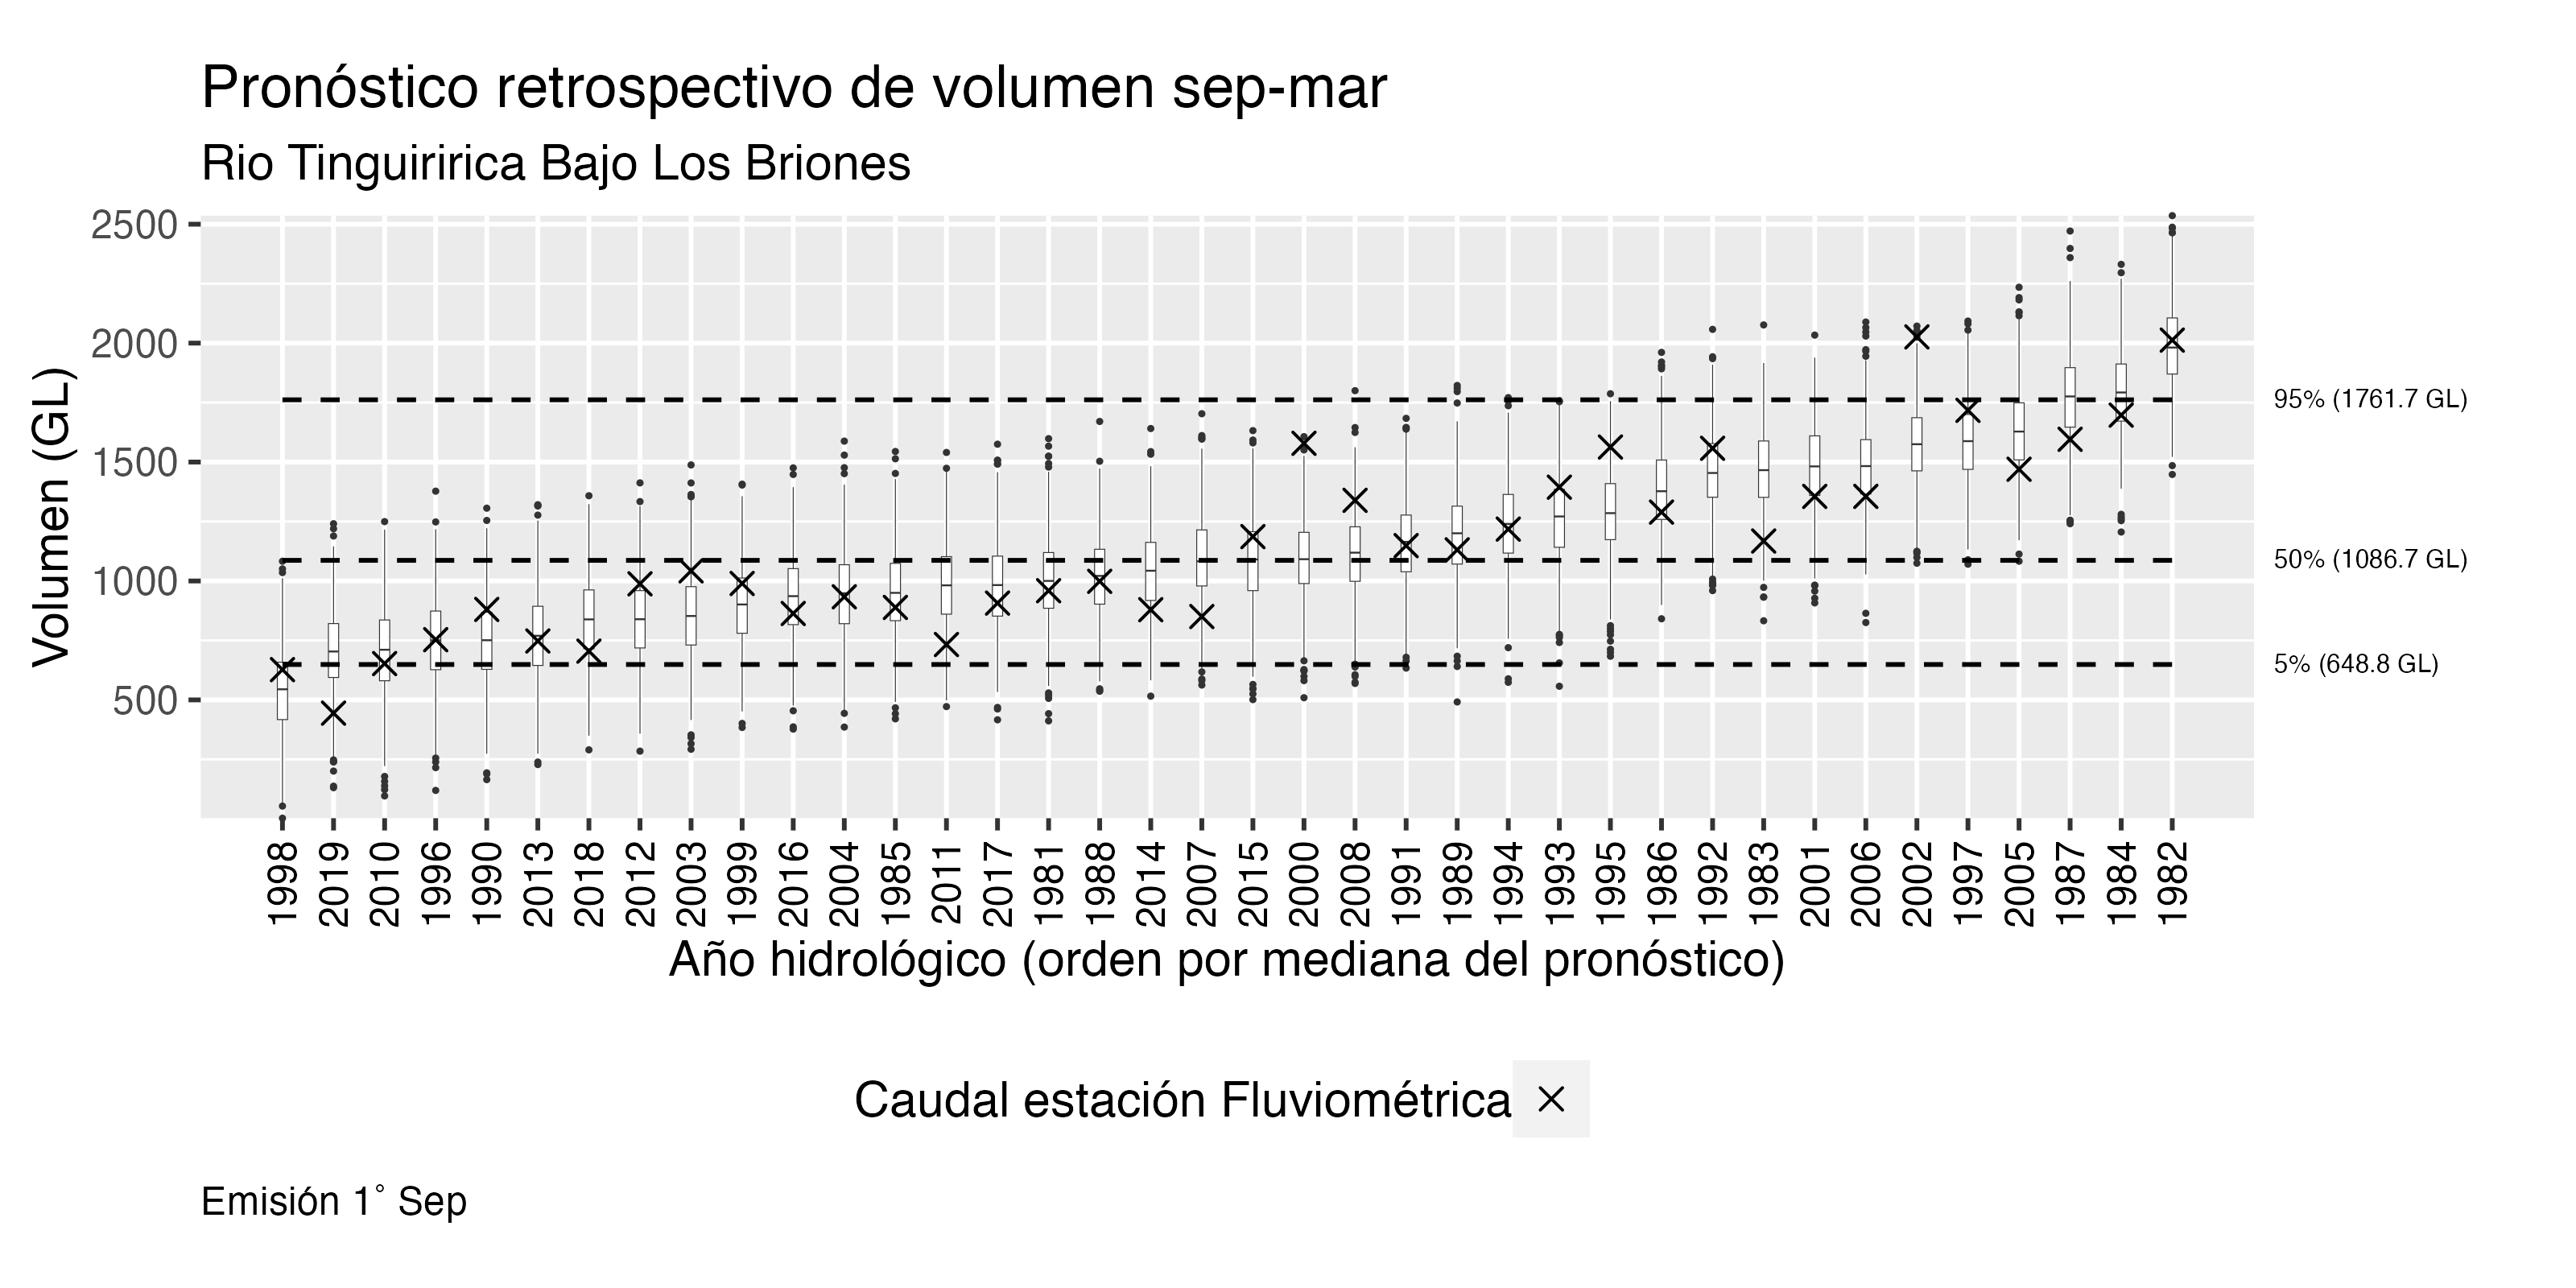 Pronóstico retrospectivo de volumen sep-mar
Rio Tinguiririca Bajo Los Briones
Volumen (GL)
2500
2000
1500
1000
500
95% (1761.7 GL)
50% (1086.7 GL)
5% (648.8 GL)
1998 2019 2010 1996 1990 2013 2018 2012 2003 1999 2016 2004 1985 2011 2017 1981 1988 2014 2007 2015 2000 2008 1991 1989 1994 1993 1995 1986 1992 1983 2001 2006 2002 1997 2005 1987 1984 1982
Año hidrológico (orden por mediana del pronóstico)
Caudal estación Fluviométrica
Emisión 1° Sep